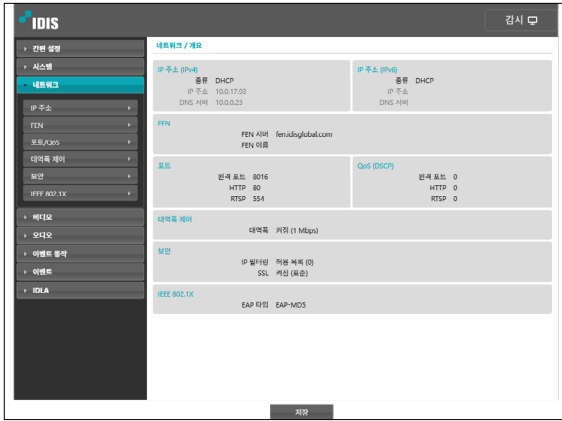 IDIS
감시
간편 설정
시스템
네트워크
IP 주소
FEN
포트/QoS
대역폭 제어
보안
IEEE 802.1X
비디오
오디오
이벤트 동작
이벤트
IDLA
네트워크 / 개요
IP 주소 (IPv4)
종류 DHCP
IP 주소 10.0.17.93
DNS 서버 10.0.0.23
IP 주소 (IPv6)
종류 DHCP
IP 주소
DNS 서버
FEN
FEN 서버 fen.idisglobal.com
FEN 이름
포트
원격 포트 8016
HTTP 80
RTSP 554
QoS (DSCP)
원격 포트 0
HTTP 0
RTSP 0
대역폭 제어
대역폭 켜짐 (1 Mbps)
보안
IP 필터링 허용 목록 (0)
SSL 켜짐 (표준)
IEEE 802.1X
EAP 타입 EAP-MD5
저장